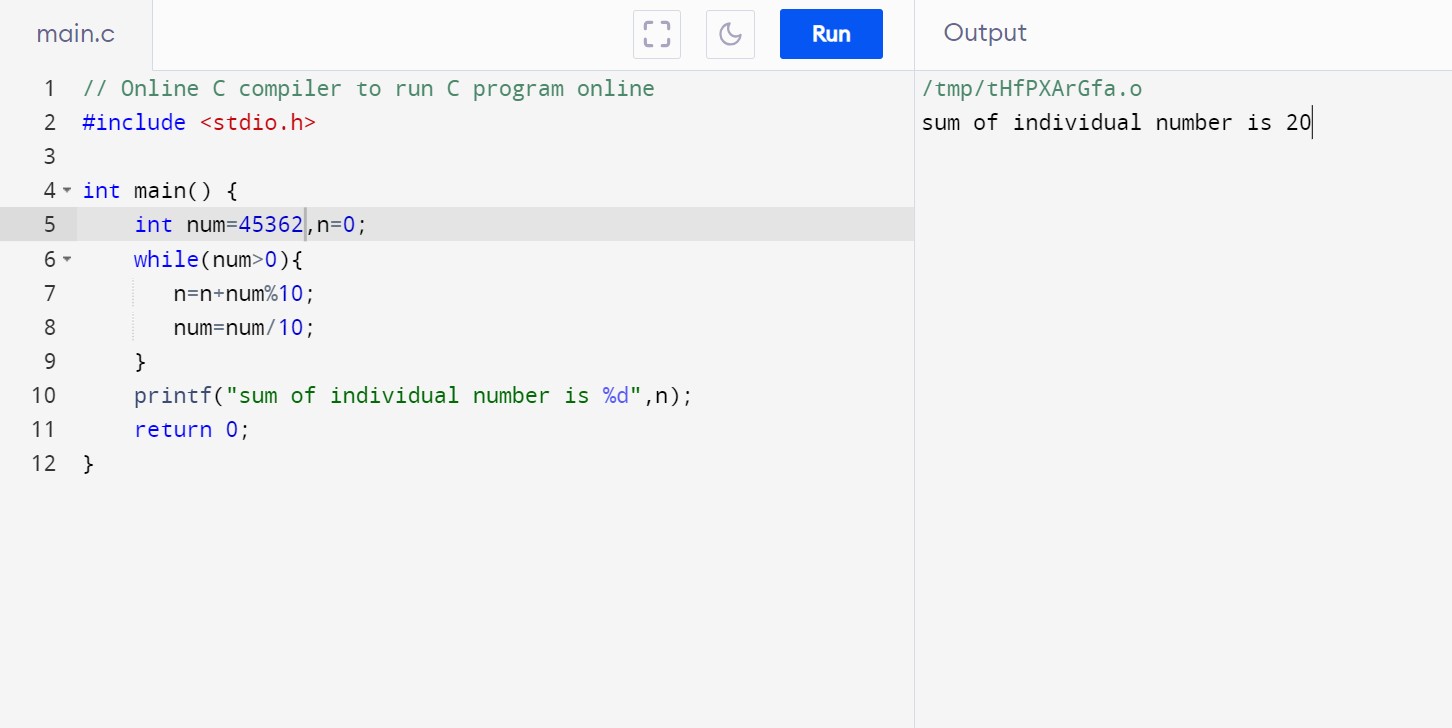 main.c
Run
Output
1 // Online C compiler to run C program online
2 #include <stdio.h>
3
4 int main() {
5     int num=45362,n=0;
6     while(num>0){
7        n=n+num%10;
8        num=num/10;
9     }
10     printf("sum of individual number is %d",n);
11     return 0;
12 }
/tmp/tHfPXArGfa.o
sum of individual number is 20